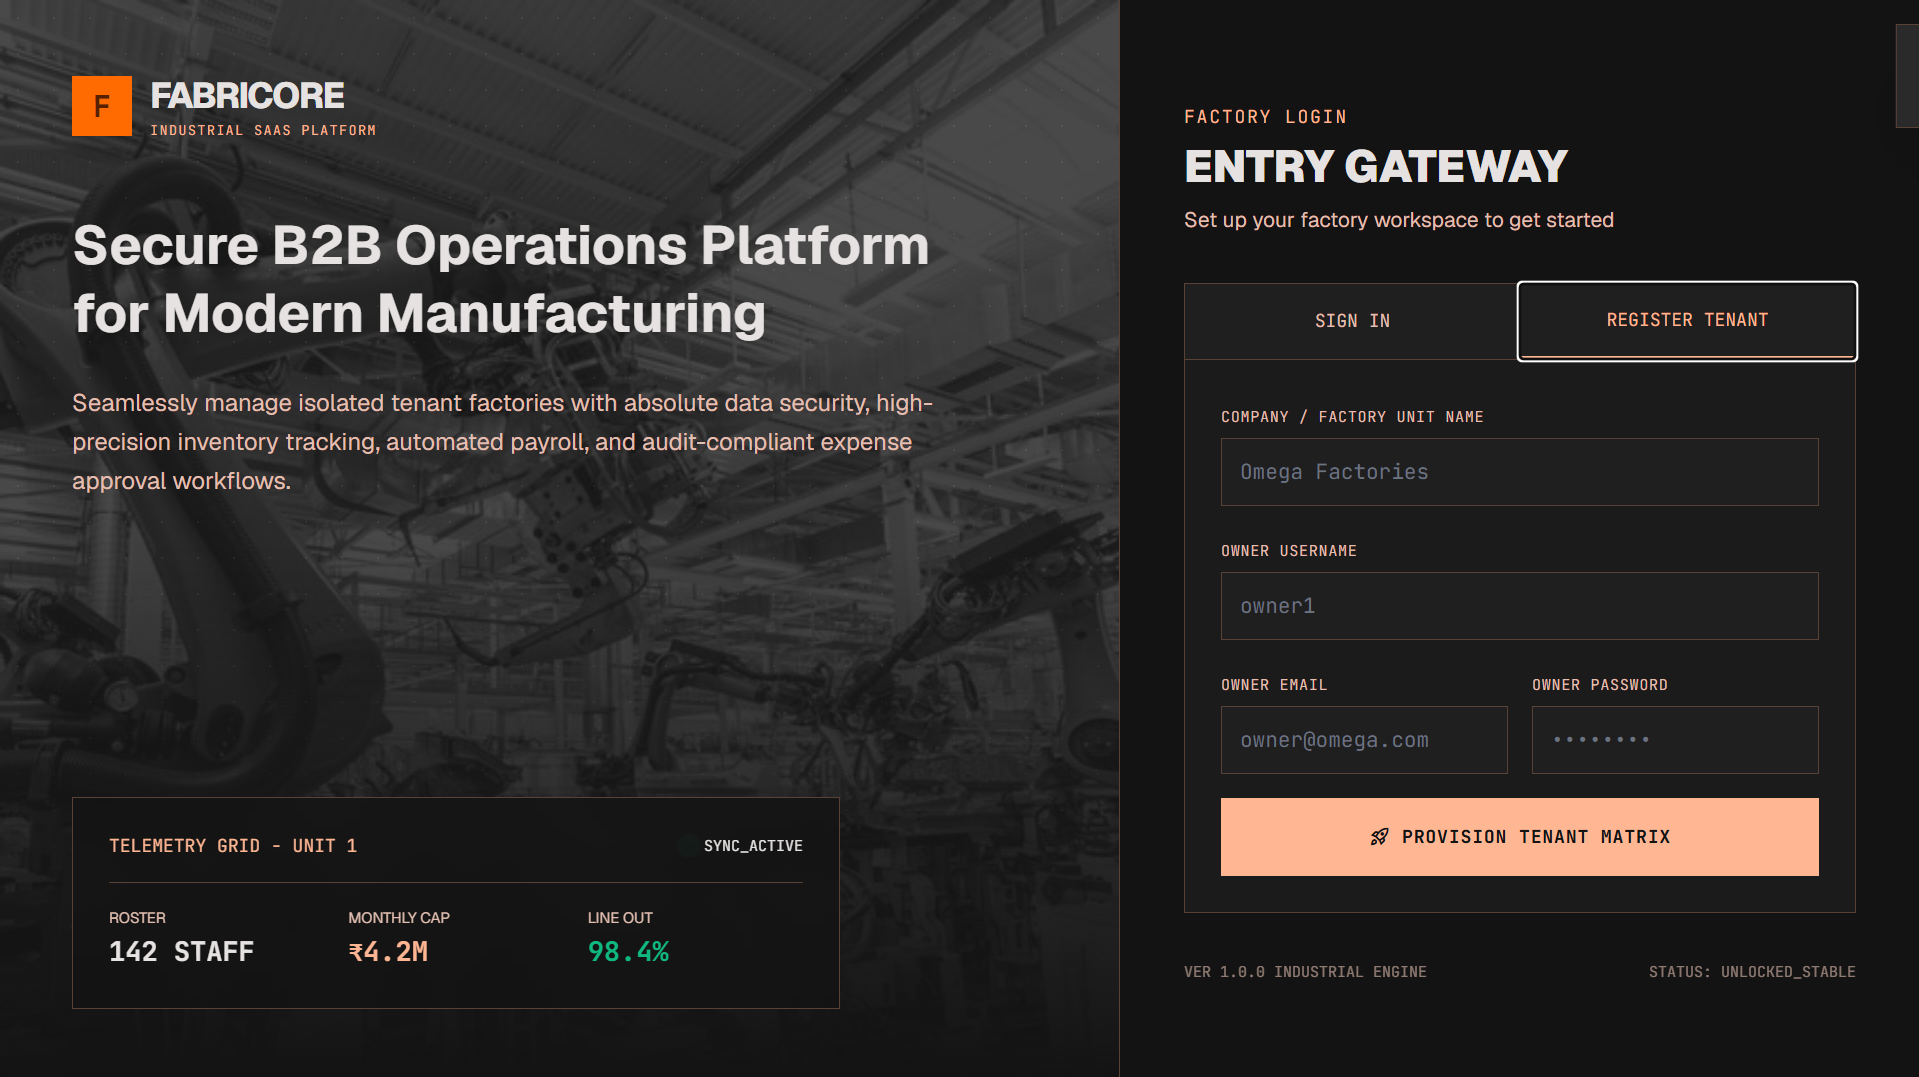 F
FABRICORE
INDUSTRIAL SAAS PLATFORM
Secure B2B Operations Platform
for Modern Manufacturing
Seamlessly manage isolated tenant factories with absolute data security, high-
precision inventory tracking, automated payroll, and audit-compliant expense
approval workflows.
TELEMETRY GRID - UNIT 1
SYNC_ACTIVE
ROSTER
142 STAFF
MONTHLY CAP
₹4.2M
LINE OUT
98.4%
FACTORY LOGIN
ENTRY GATEWAY
Set up your factory workspace to get started
SIGN IN
REGISTER TENANT
COMPANY / FACTORY UNIT NAME
Omega Factories
OWNER USERNAME
owner1
OWNER EMAIL
owner@omega.com
OWNER PASSWORD
••••••••
PROVISION TENANT MATRIX
VER 1.0.0 INDUSTRIAL ENGINE
STATUS: UNLOCKED_STABLE